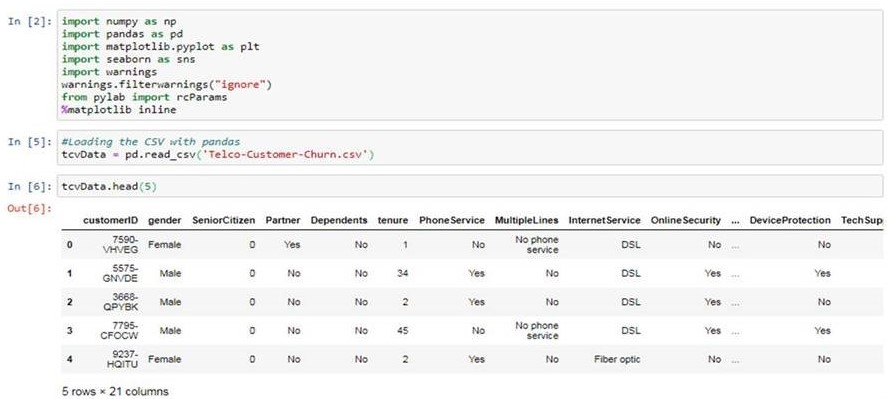 In [2]: import numpy as np
import pandas as pd
import matplotlib.pyplot as plt
import seaborn as sns
import warnings
warnings.filterwarnings("ignore")
from pylab import rcParams
%matplotlib inline
In [5]: #Loading the CSV with pandas
tcvData = pd.read_csv('Telco-Customer-Churn.csv')
In [6]: tcvData.head(5)
Out[6]:
customerID gender SeniorCitizen Partner Dependents tenure PhoneService MultipleLines InternetService OnlineSecurity ... DeviceProtection TechSup
0 7590-VHVEG Female 0 Yes No 1 No No phone service DSL No ... No
1 5575-GNVDE Male 0 No No 34 Yes No DSL Yes ... Yes
2 3668-QPYBK Male 0 No No 2 Yes No DSL Yes ... No
3 7795-CFOCW Male 0 No No 45 No No phone service DSL Yes ... Yes
4 9237-HQITU Female 0 No No 2 Yes No Fiber optic No ... No
5 rows × 21 columns